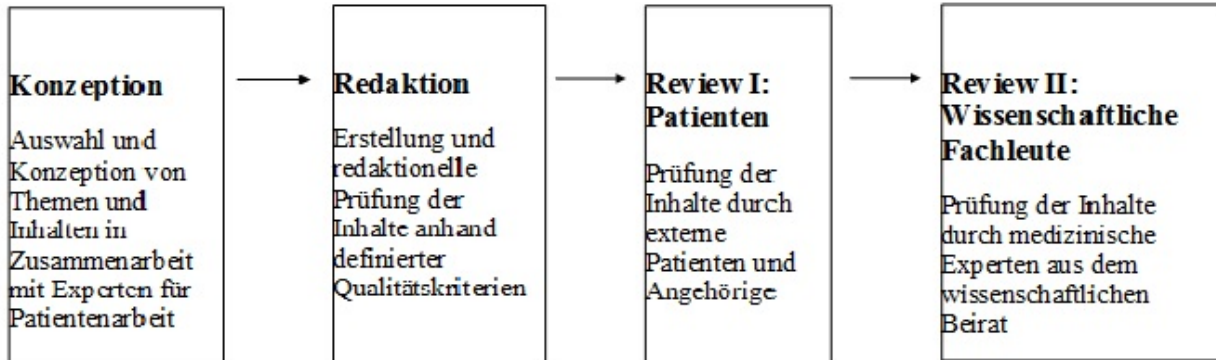 Konzeption
Auswahl und
Konzeption von
Themen und
Inhalten in
Zusammenarbeit
mit Experten für
Patientenarbeit
Redaktion
Erstellung und
redaktionelle
Prüfung der
Inhalte anhand
definierter
Qualitätskriterien
Review I:
Patienten
Prüfung der
Inhalte durch
externe
Patienten und
Angehörige
Review II:
Wissenschaftliche
Fachleute
Prüfung der Inhalte
durch medizinische
Experten aus dem
wissenschaftlichen
Beirat